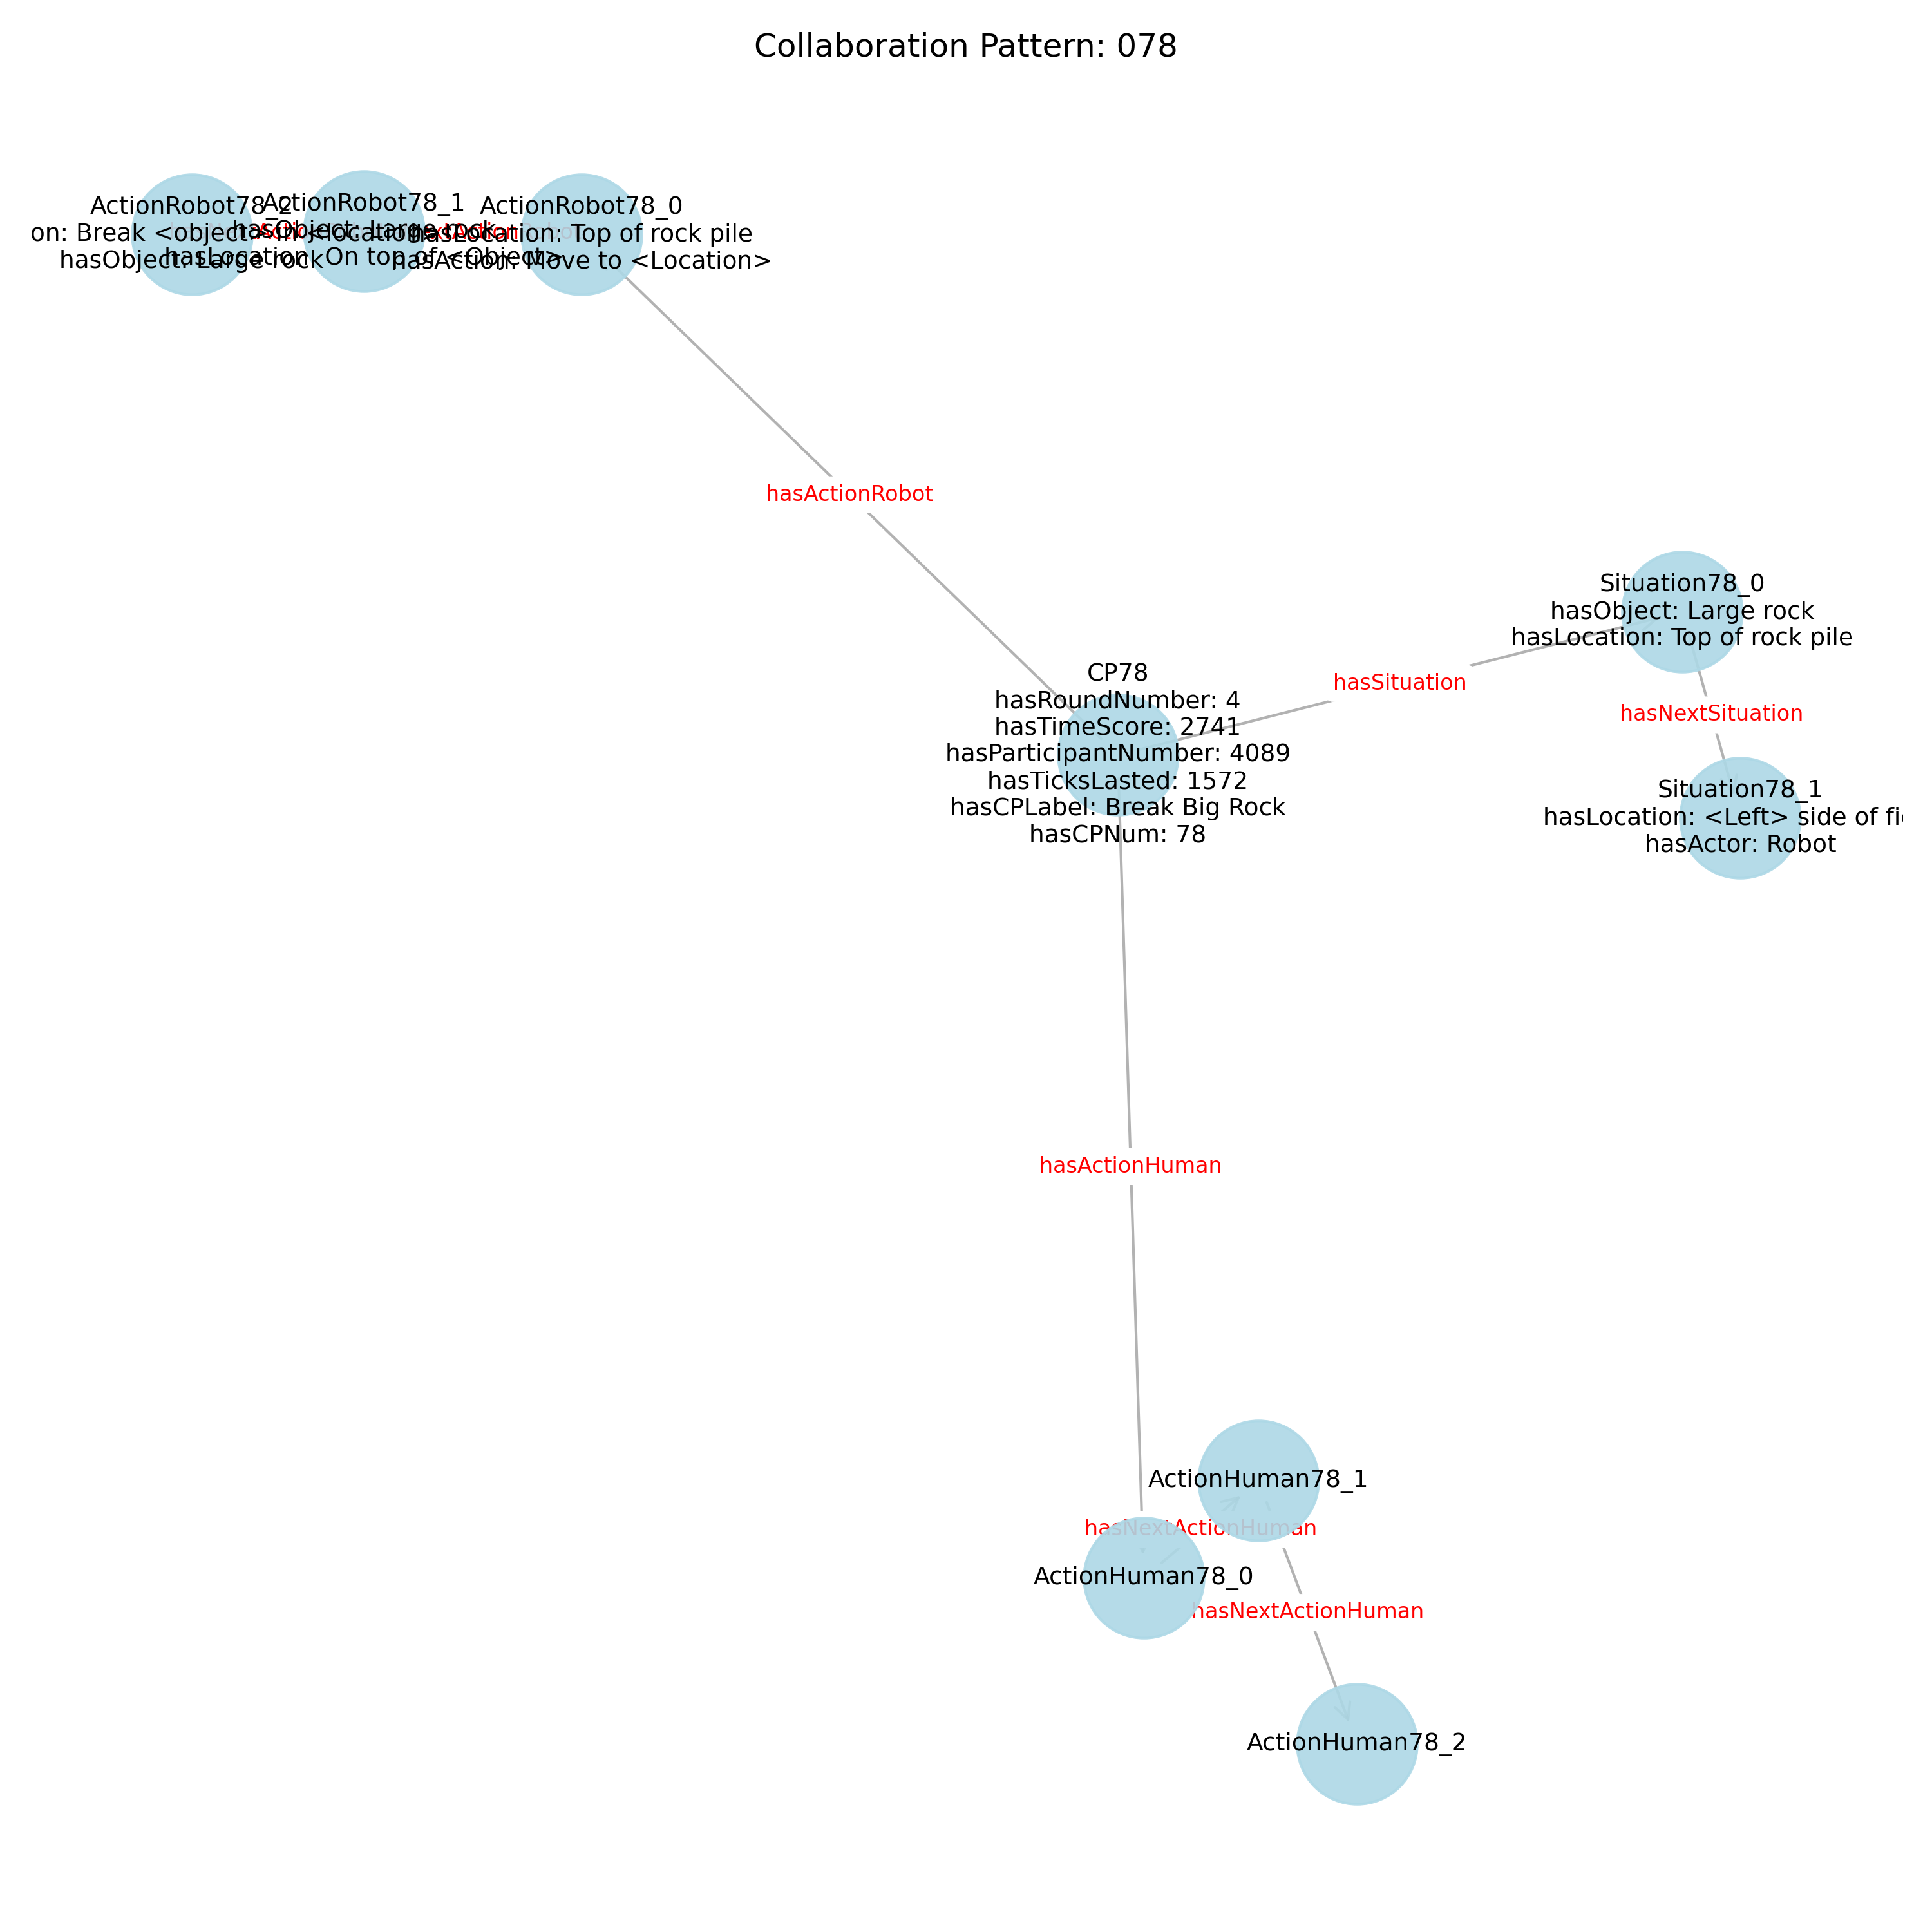 Collaboration Pattern: 078
ActionRobot78_2
on: Break <object> in <location>
hasObject: Large rock
ActionRobot78_1
hasObject: Large rock
hasLocation: On top of <Object>
ActionRobot78_0
hasLocation: Top of rock pile
hasAction: Move to <Location>
hasActionRobot
Situation78_0
hasObject: Large rock
hasLocation: Top of rock pile
hasSituation
hasNextSituation
CP78
hasRoundNumber: 4
hasTimeScore: 2741
hasParticipantNumber: 4089
hasTicksLasted: 1572
hasCPLabel: Break Big Rock
hasCPNum: 78
Situation78_1
hasLocation: <Left> side of fi
hasActor: Robot
hasActionHuman
ActionHuman78_1
hasNextActionHuman
ActionHuman78_0
hasNextActionHuman
ActionHuman78_2